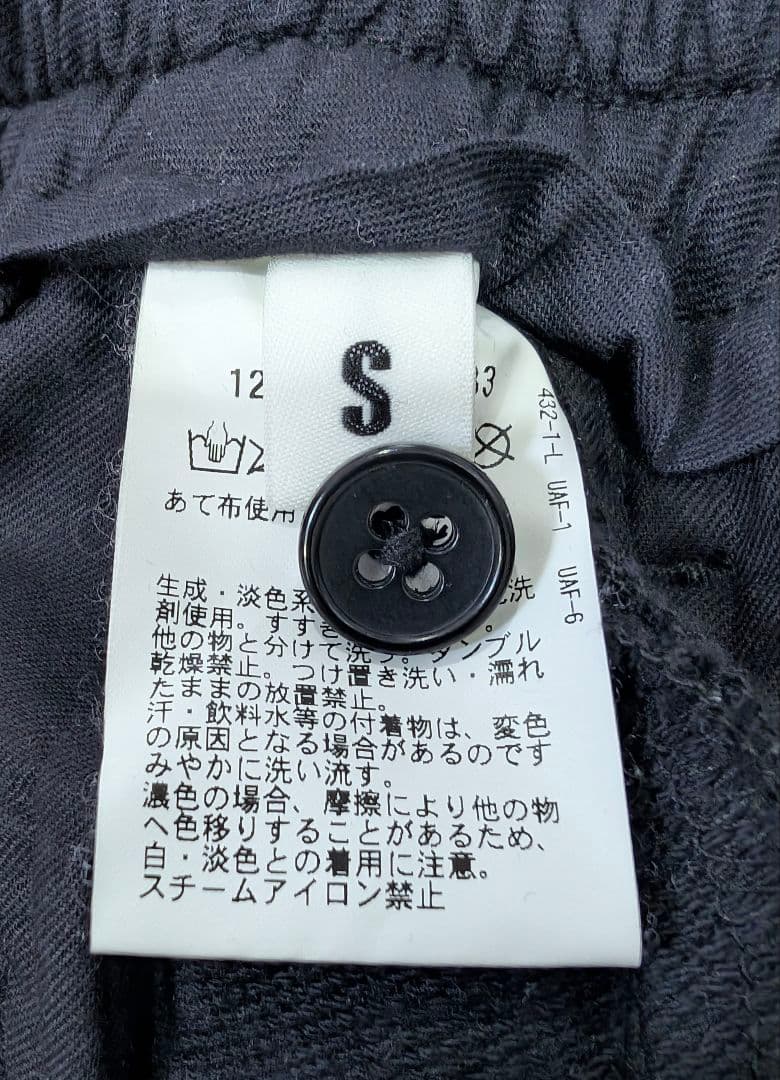 S
12
33
あて布使用
生成・淡色系
洗
剤使用。すすぎ
。
他の物と分けて洗う。タンブル
乾燥禁止。つけ置き洗い・濡れ
たままの放置禁止。
汗・飲料水等の付着物は、変色
の原因となる場合があるのです
みやかに洗い流す。
濃色の場合、摩擦により他の物
へ色移りすることがあるため、
白・淡色との着用に注意。
スチームアイロン禁止
432-1-L UAF-1 UAF-6